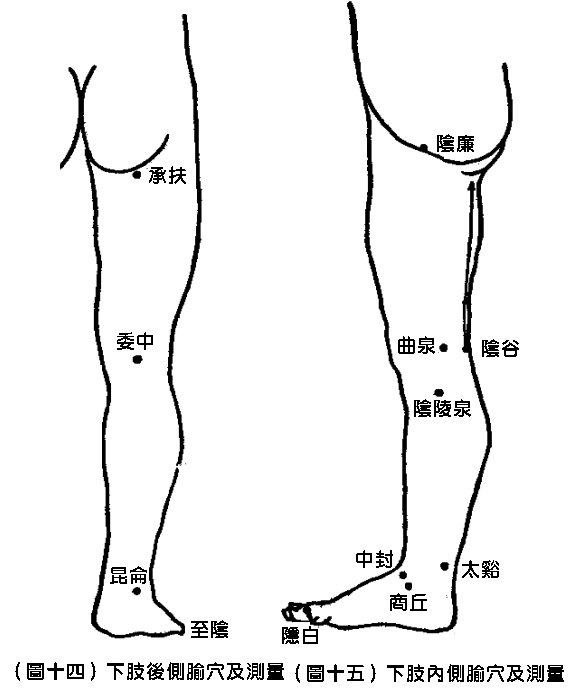 承扶
委中
昆侖
至陰
（圖十四）下肢後側腧穴及測量
陰廉
曲泉
陰谷
陰陵泉
中封
太谿
商丘
隱白
（圖十五）下肢內側腧穴及測量